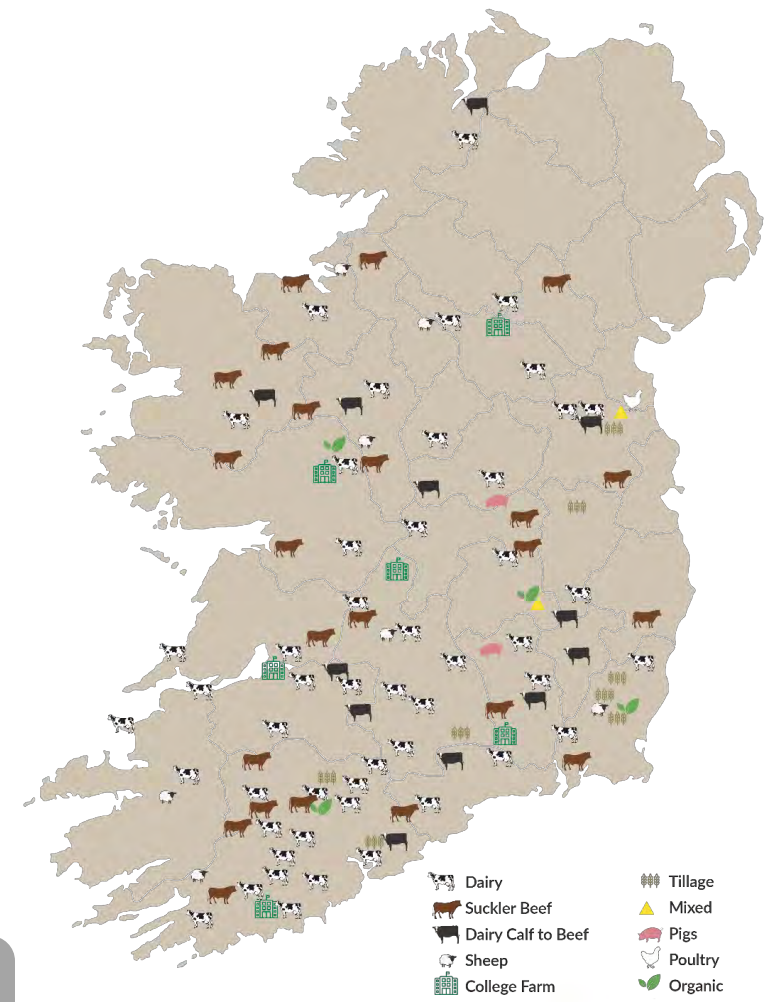 Dairy
Suckler Beef
Dairy Calf to Beef
Sheep
College Farm
Tillage
Mixed
Pigs
Poultry
Organic